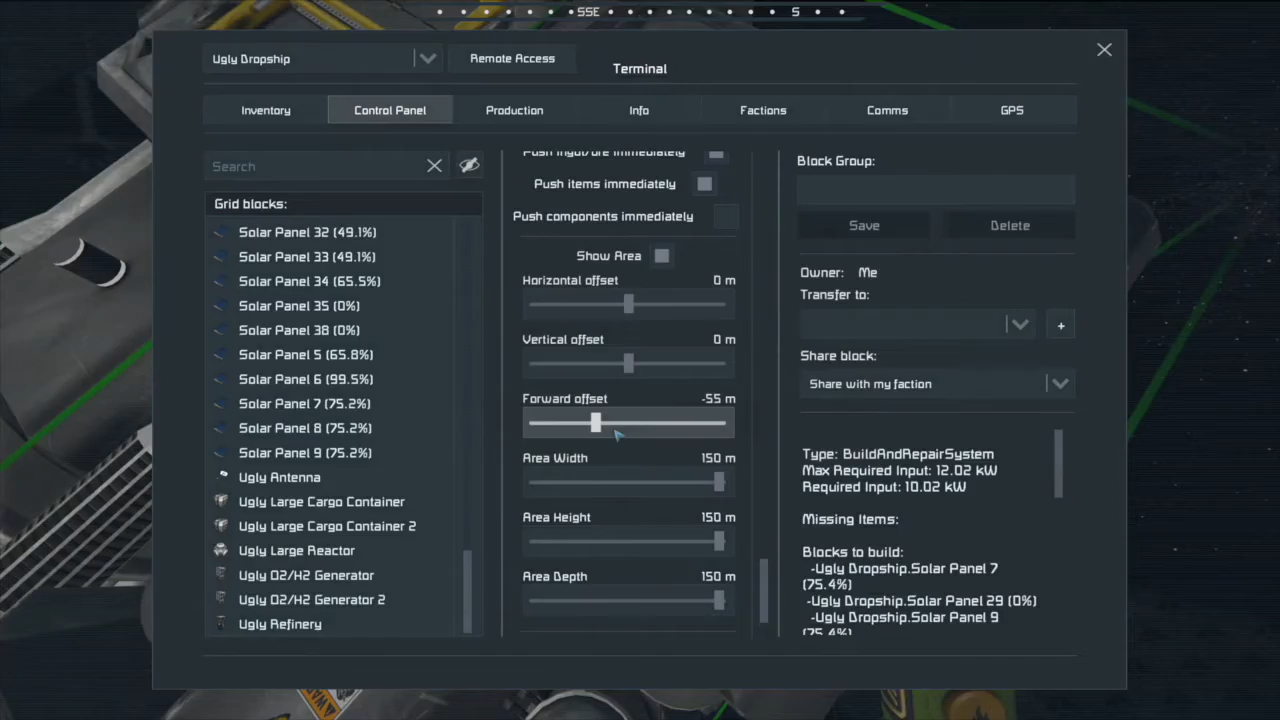 SSE
S
Ugly Dropship
Remote Access
Terminal
Inventory
Control Panel
Production
Info
Factions
Comms
GPS
Search
Grid blocks:
Solar Panel 32 (49.1%)
Solar Panel 33 (49.1%)
Solar Panel 34 (65.5%)
Solar Panel 35 (0%)
Solar Panel 38 (0%)
Solar Panel 5 (65.8%)
Solar Panel 6 (99.5%)
Solar Panel 7 (75.2%)
Solar Panel 8 (75.2%)
Solar Panel 9 (75.2%)
Ugly Antenna
Ugly Large Cargo Container
Ugly Large Cargo Container 2
Ugly Large Reactor
Ugly O2/H2 Generator
Ugly O2/H2 Generator 2
Ugly Refinery
Push input/ore immediately
Push items immediately
Push components immediately
Show Area
Horizontal offset 0 m
Vertical offset 0 m
Forward offset -55 m
Area Width 150 m
Area Height 150 m
Area Depth 150 m
Block Group:
Save
Delete
Owner: Me
Transfer to:
+
Share block:
Share with my faction
Type: BuildAndRepairSystem
Max Required Input: 12.02 kW
Required Input: 10.02 kW
Missing Items:
Blocks to build:
-Ugly Dropship.Solar Panel 7
(75.4%)
-Ugly Dropship.Solar Panel 29 (0%)
-Ugly Dropship.Solar Panel 9
(75.4%)